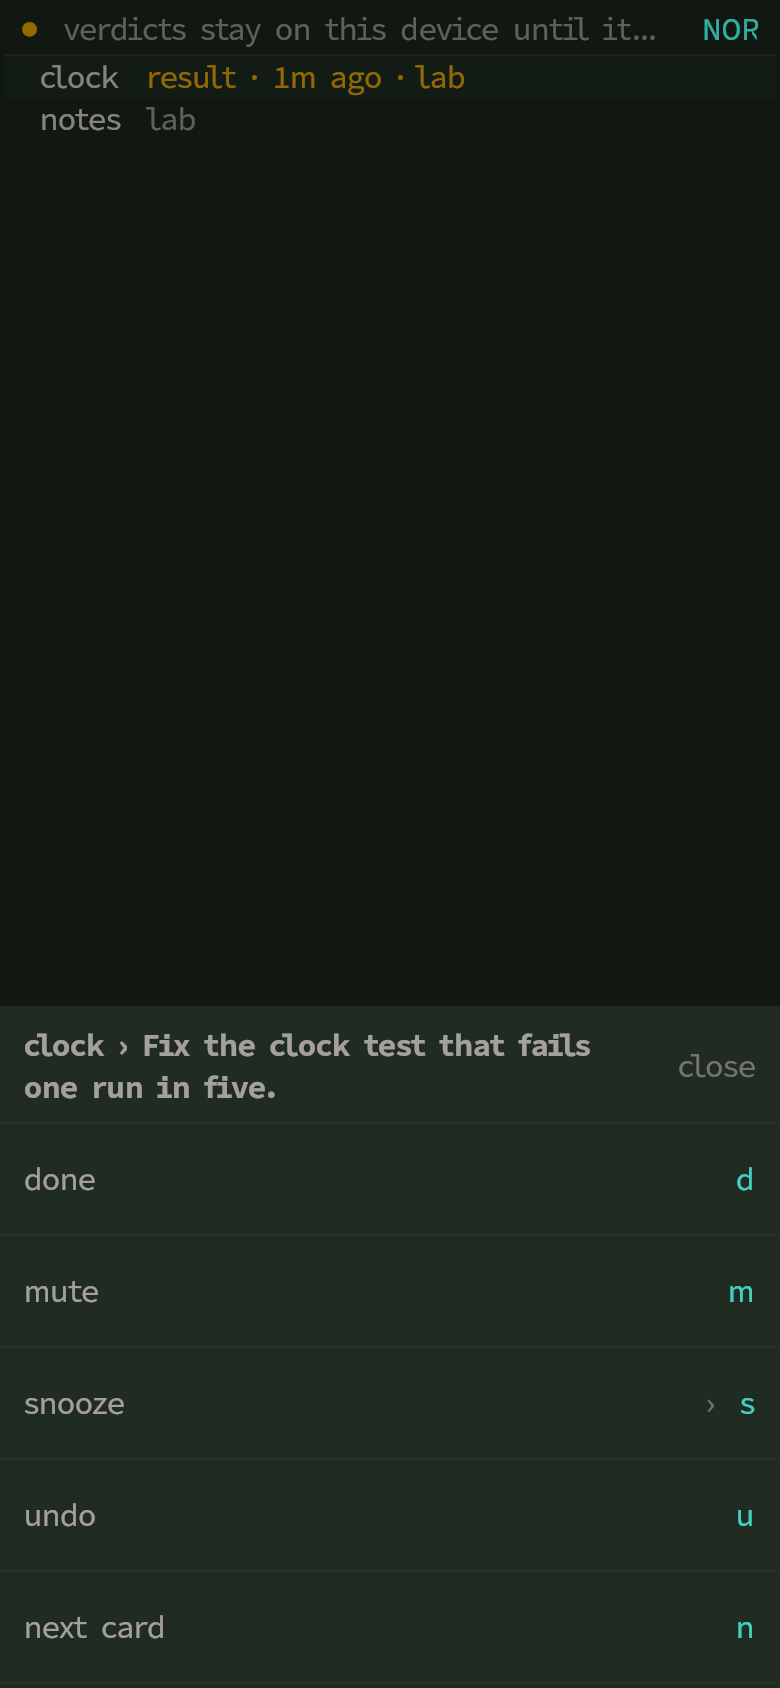 verdicts stay on this device until it… NOR
clock result · 1m ago · lab
notes lab
clock › Fix the clock test that fails
one run in five.
close
done d
mute m
snooze › s
undo u
next card n